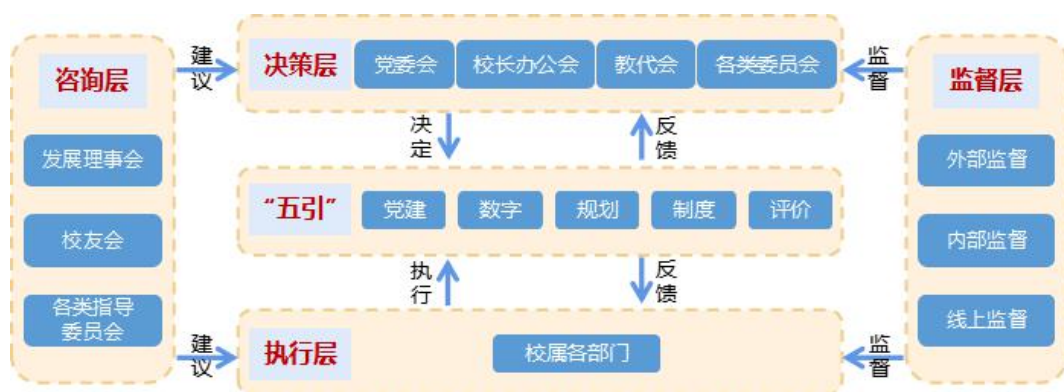 咨询层
发展理事会
校友会
各类指导
委员会
建议
建议
决策层
党委会
校长办公会
教代会
各类委员会
决定
反馈
“五引”
党建
数字
规划
制度
评价
执行
反馈
执行层
校属各部门
监督
监督
监督层
外部监督
内部监督
线上监督